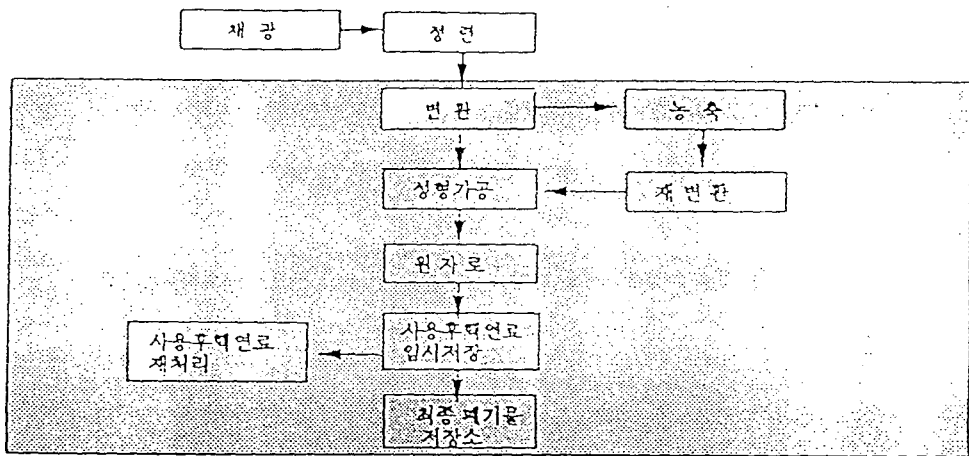 채광
정련
변환
농축
성형가공
재변환
원자로
사용후핵연료
임시저장
사용후핵연료
재처리
최종폐기물
저장소